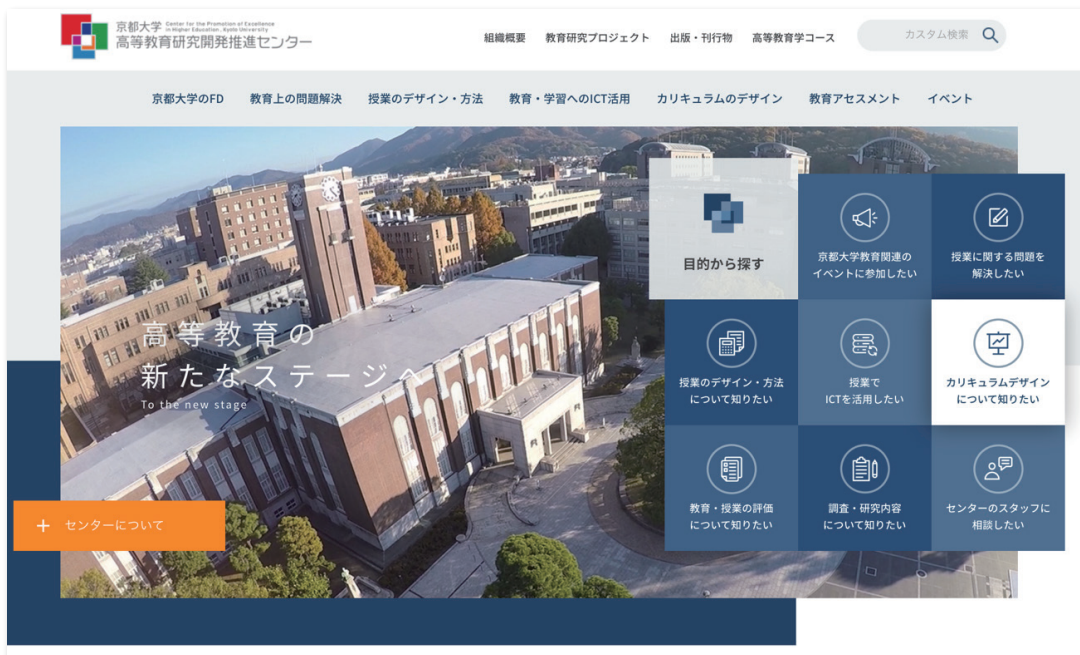 京都大学 Center for the Promotion of Excellence
in Higher Education, Kyoto University
高等教育研究開発推進センター
組織概要 教育研究プロジェクト 出版・刊行物 高等教育学コース カスタム検索
京都大学のFD 教育上の問題解決 授業のデザイン・方法 教育・学習へのICT活用 カリキュラムのデザイン 教育アセスメント イベント
高等教育の
新たなステージへ
To the new stage
+ センターについて
目的から探す
京都大学教育関連の
イベントに参加したい
授業に関する問題を
解決したい
授業のデザイン・方法
について知りたい
授業で
ICTを活用したい
カリキュラムデザイン
について知りたい
教育・授業の評価
について知りたい
調査・研究内容
について知りたい
センターのスタッフに
相談したい